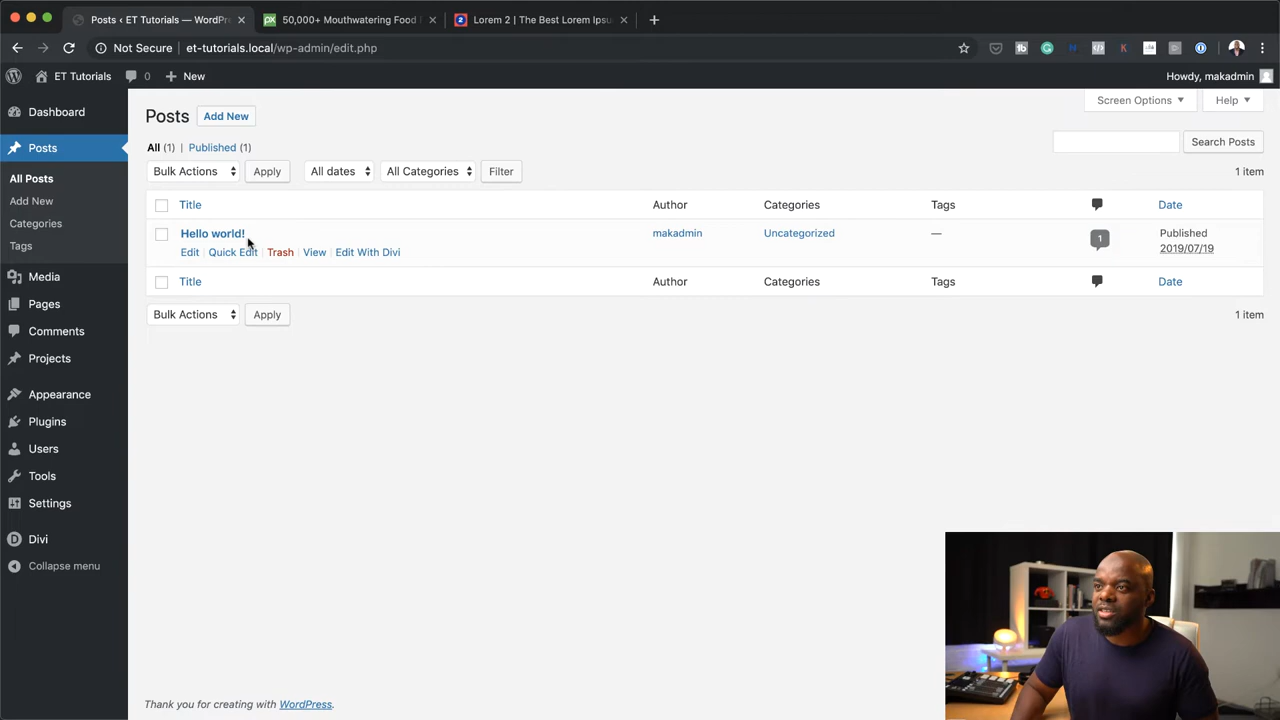 Posts ‹ ET Tutorials — WordPre
50,000+ Mouthwatering Food
Lorem 2 | The Best Lorem Ipsu
Not Secure | et-tutorials.local/wp-admin/edit.php
ET Tutorials 0 New
Howdy, makadmin
Dashboard
Posts
All Posts
Add New
Categories
Tags
Media
Pages
Comments
Projects
Appearance
Plugins
Users
Tools
Settings
Divi
Collapse menu
Screen Options
Help
Posts Add New
All (1) | Published (1)
Search Posts
Bulk Actions Apply All dates All Categories Filter 1 item
Title Author Categories Tags Date
Hello world! makadmin Uncategorized — 1 Published
2019/07/19
Edit | Quick Edit | Trash | View | Edit With Divi
Title Author Categories Tags Date
Bulk Actions Apply 1 item
Thank you for creating with WordPress.